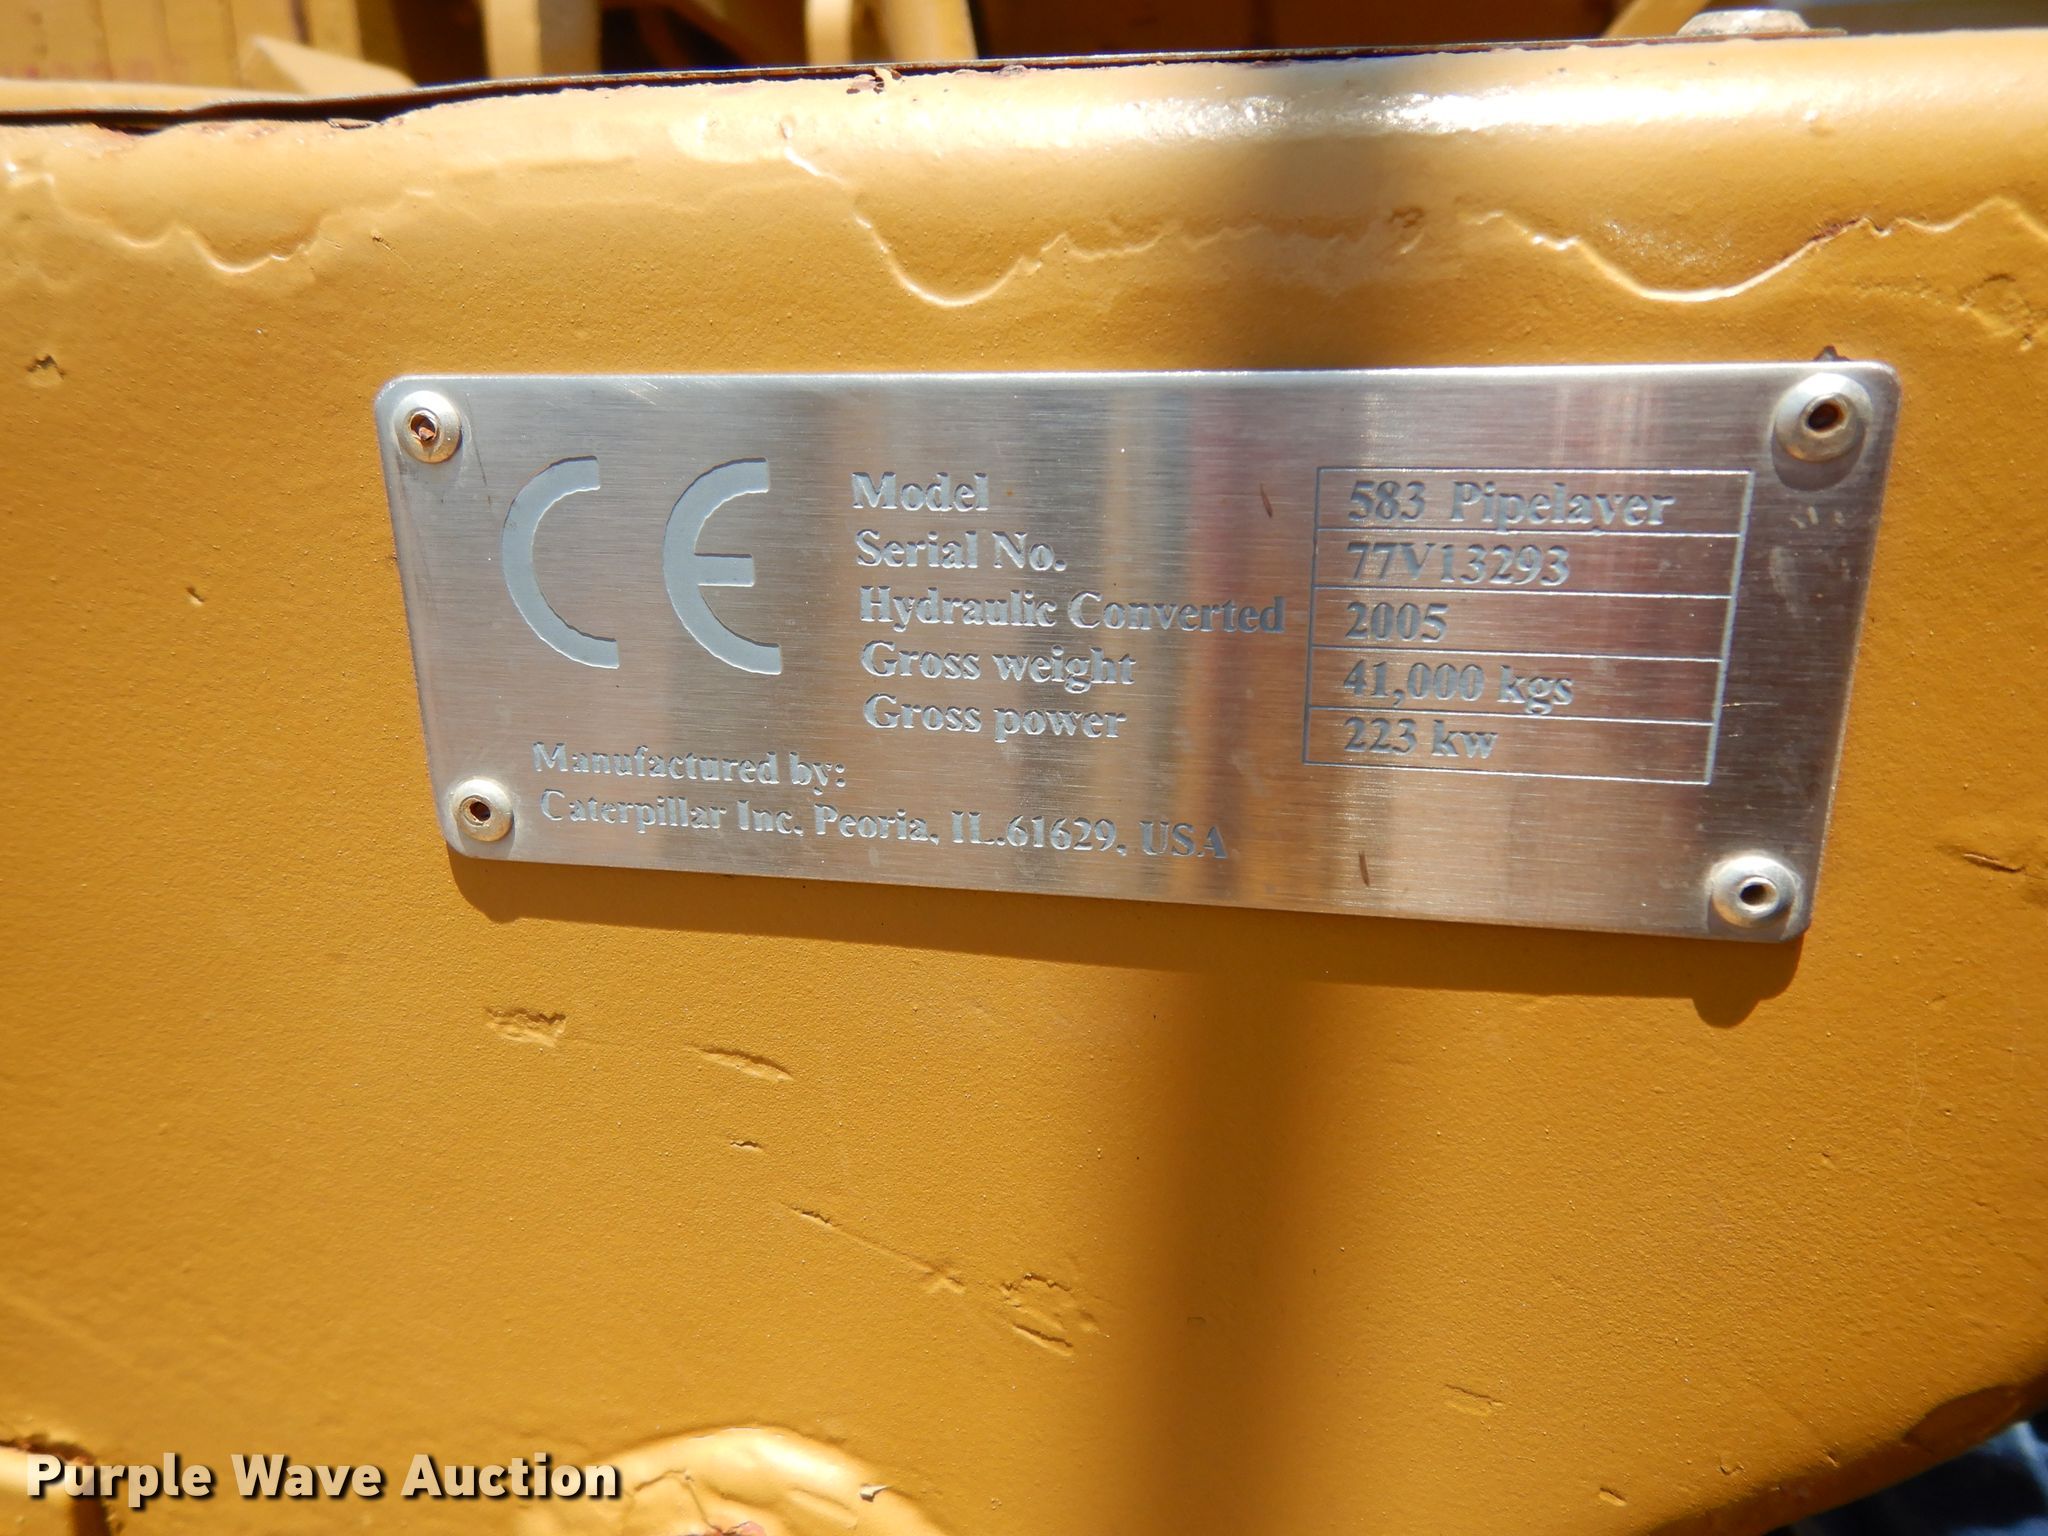 CE
Model 583 Pipelayer
Serial No. 77V13293
Hydraulic Converted 2005
Gross weight 41,000 kgs
Gross power 223 kw
Manufactured by:
Caterpillar Inc. Peoria, IL.61629, USA
Purple Wave Auction